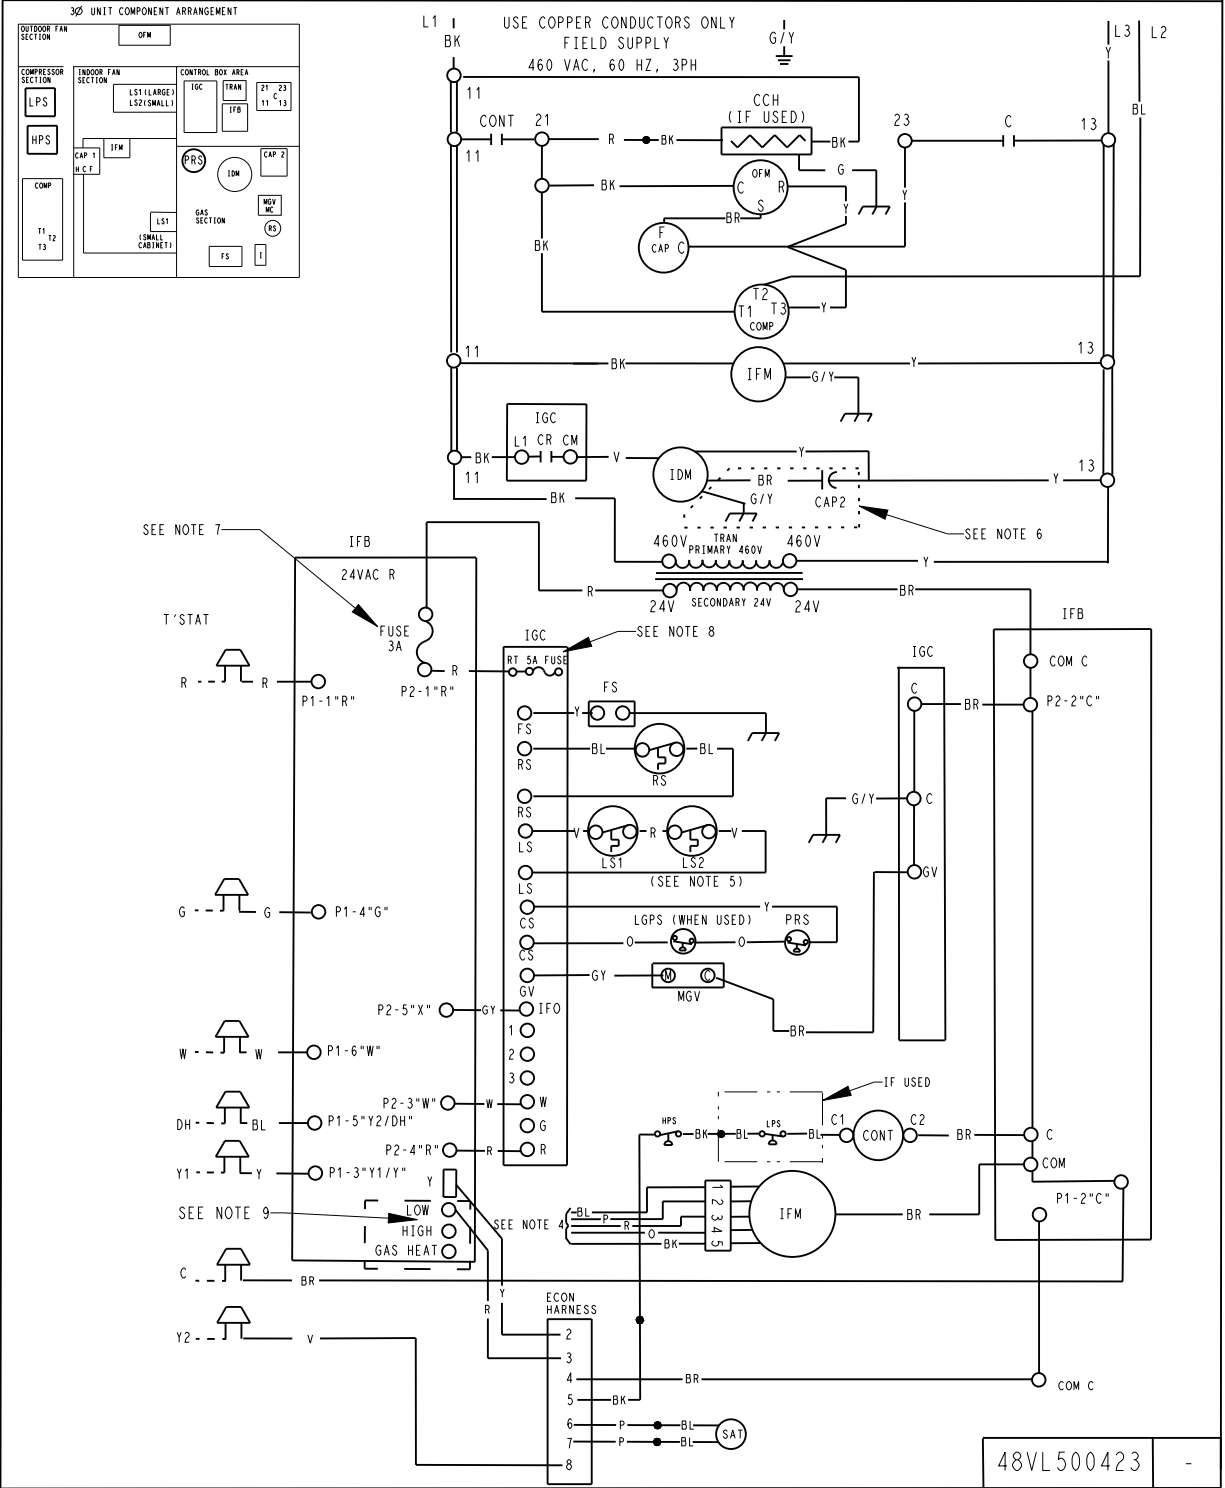 3Ø UNIT COMPONENT ARRANGEMENT
OUTDOOR FAN
SECTION
OFM
COMPRESSOR
SECTION
INDOOR FAN
SECTION
CONTROL BOX AREA
LPS
LS1(LARGE)
LS2(SMALL)
IGC
TRAN
IFB
21 23
C
11 13
HPS
IFM
CAP 1
H C F
PRS
IDM
CAP 2
COMP
T1
T2
T3
LS1
(SMALL
CABINET)
GAS
SECTION
MGV
MC
RS
FS
I
L1
BK
USE COPPER CONDUCTORS ONLY
FIELD SUPPLY
460 VAC, 60 HZ, 3PH
G/Y
L3
L2
Y
BL
11
CONT
21
R
BK
CCH
(IF USED)
BK
23
C
13
11
G
BK
C
OFM
R
S
Y
Y
BR
F
CAP C
BK
T2
T1
T3
COMP
Y
11
BK
IFM
Y
13
G/Y
IGC
L1 CR CM
BK
V
IDM
Y
BR
CAP2
Y
13
11
G/Y
BK
SEE NOTE 6
SEE NOTE 7
IFB
24VAC R
460V
TRAN
PRIMARY 460V
460V
Y
R
24V
SECONDARY 24V
24V
BR
IFB
T'STAT
FUSE
3A
IGC
SEE NOTE 8
RT 5A FUSE
IGC
COM C
R
R
P1-1"R"
P2-1"R"
R
FS
Y
FS
C
BR
P2-2"C"
RS
BL
BL
RS
RS
G/Y
C
LS
V
R
V
LS1
LS2
(SEE NOTE 5)
LS
GV
G
G
P1-4"G"
CS
Y
LGPS (WHEN USED)
PRS
O
O
CS
GV
GY
M
C
MGV
P2-5"X"
GY
IFO
BR
1
2
3
W
W
P1-6"W"
IF USED
P2-3"W"
W
W
DH
BL
P1-5"Y2/DH"
G
HPS
BK
BL
LPS
BL
C1
CONT
C2
BR
C
P2-4"R"
R
R
COM
Y1
Y
P1-3"Y1/Y"
Y
P1-2"C"
SEE NOTE 9
LOW
HIGH
GAS HEAT
SEE NOTE 4
BL
P
R
O
BK
1
2
3
4
5
IFM
BR
C
BR
Y
R
ECON
HARNESS
Y2
V
2
3
4
BR
COM C
5
BK
6
P
BL
SAT
7
P
BL
8
48VL500423
-